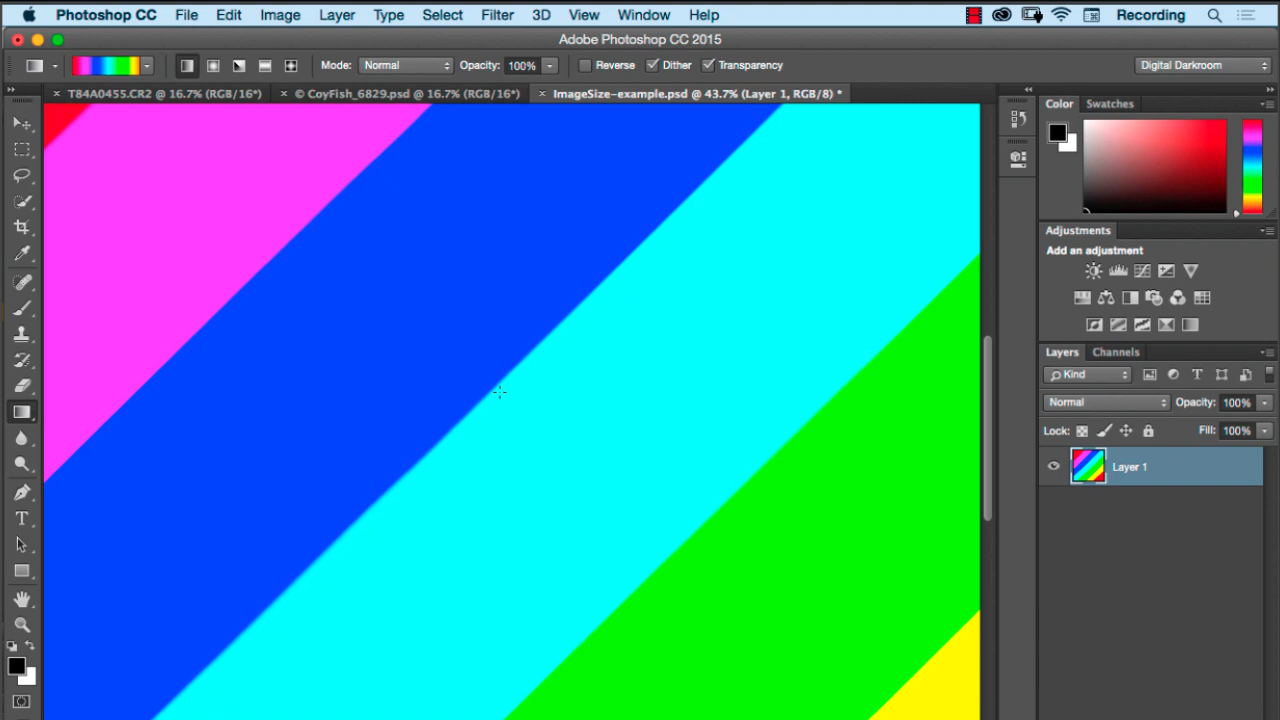 Photoshop CC File Edit Image Layer Type Select Filter 3D View Window Help Recording
Adobe Photoshop CC 2015
Mode: Normal Opacity: 100% Reverse Dither Transparency Digital Darkroom
× T84A0455.CR2 @ 16.7% (RGB/16*) × © CoyFish_6829.psd @ 16.7% (RGB/16*) × ImageSize-example.psd @ 43.7% (Layer 1, RGB/8) *
Color Swatches
Adjustments
Add an adjustment
Layers Channels
Kind
Normal Opacity: 100%
Lock: Fill: 100%
Layer 1